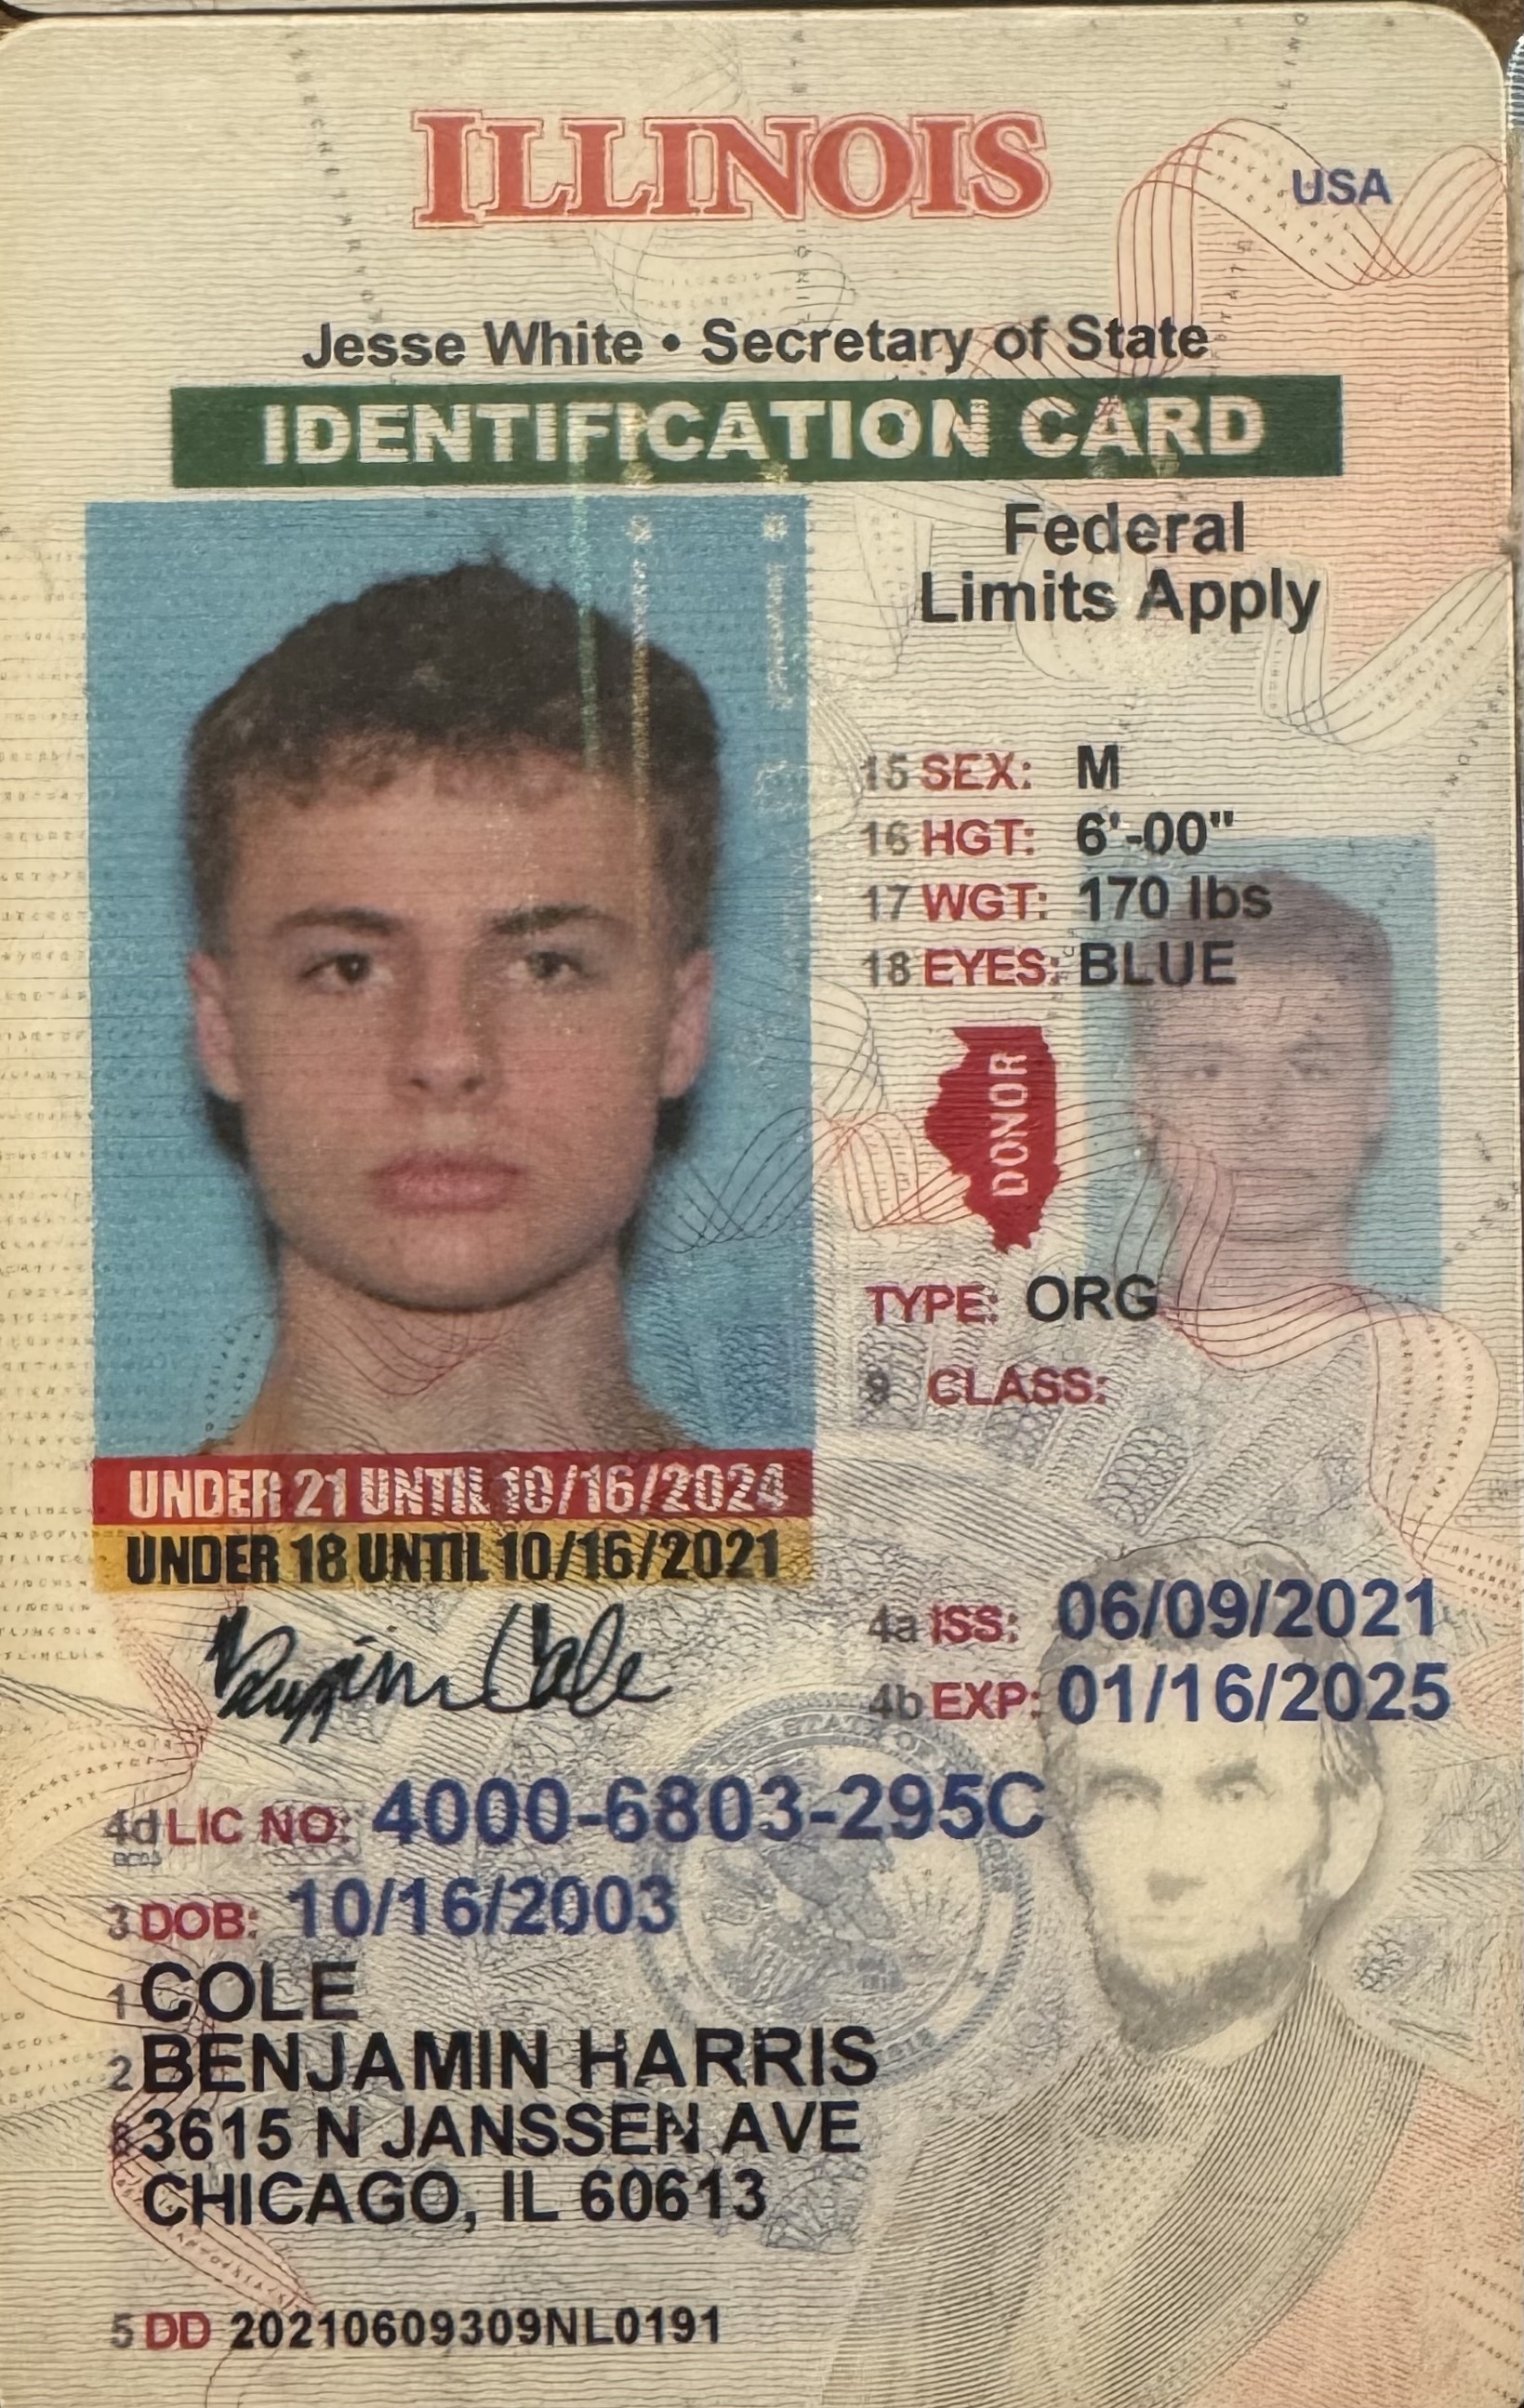 ILLINOIS
USA
Jesse White • Secretary of State
IDENTIFICATION CARD
Federal
Limits Apply
15 SEX: M
16 HGT: 6'-00"
17 WGT: 170 lbs
18 EYES: BLUE
DONOR
TYPE: ORG
9 CLASS:
UNDER 21 UNTIL 10/16/2024
UNDER 18 UNTIL 10/16/2021
4a ISS: 06/09/2021
4b EXP: 01/16/2025
4d LIC NO: 4000-6803-295C
3 DOB: 10/16/2003
1 COLE
2 BENJAMIN HARRIS
8 3615 N JANSSEN AVE
CHICAGO, IL 60613
5 DD 20210609309NL0191